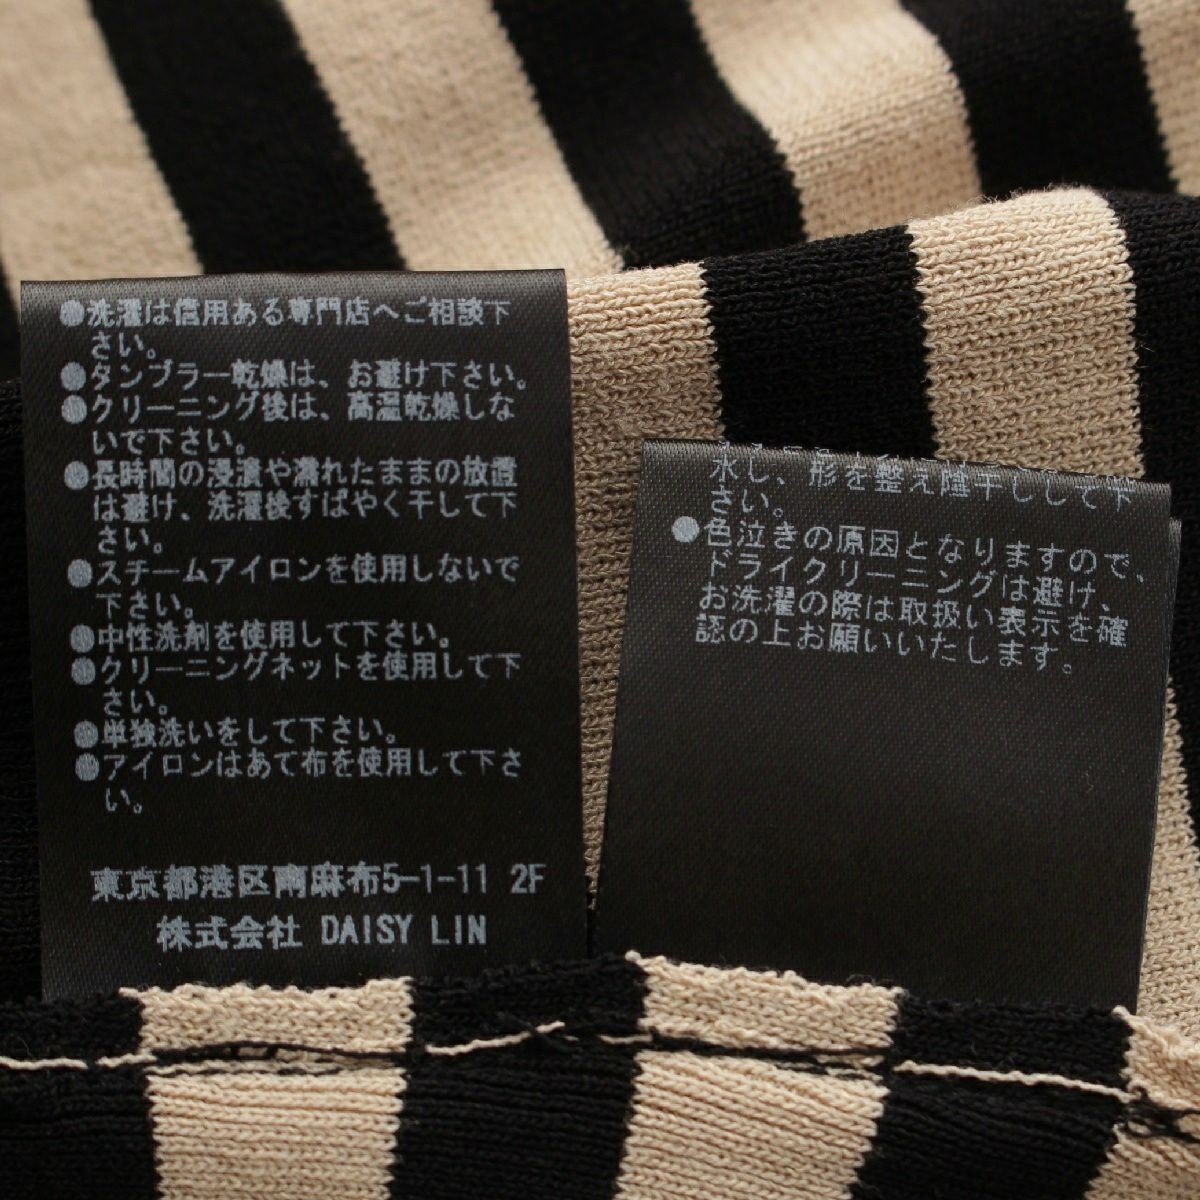 ●洗濯は信用ある専門店へご相談下
さい。
●タンブラー乾燥は、お避け下さい。
●クリーニング後は、高温乾燥しな
いで下さい。
●長時間の浸漬や濡れたままの放置
は避け、洗濯後すばやく干して下
さい。
●スチームアイロンを使用しないで
下さい。
●中性洗剤を使用して下さい。
●クリーニングネットを使用して下
さい。
●単独洗いをして下さい。
●アイロンはあて布を使用して下さ
い。
東京都港区南麻布5-1-11 2F
株式会社 DAISY LIN
水し、形を整え陰干しして下
さい。
●色泣きの原因となりますので、
ドライクリーニングは避け、
お洗濯の際は取扱い表示を確
認の上お願いいたします。